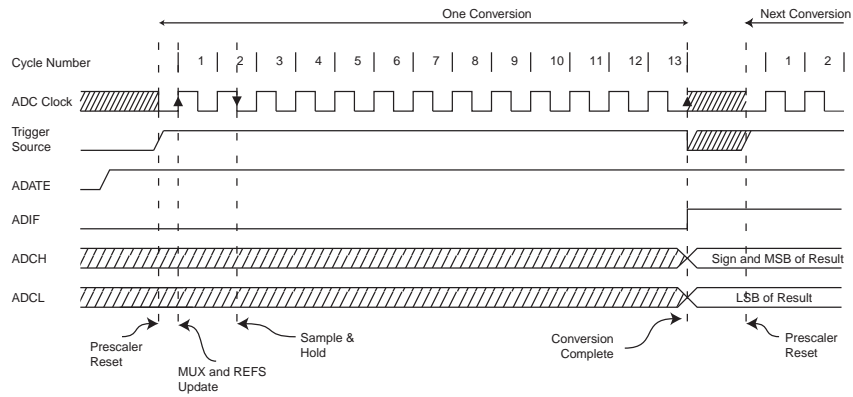 One Conversion
Next Conversion
Cycle Number
1 2 3 4 5 6 7 8 9 10 11 12 13 1 2
ADC Clock
Trigger
Source
ADATE
ADIF
ADCH
Sign and MSB of Result
ADCL
LSB of Result
Prescaler
Reset
MUX and REFS
Update
Sample &
Hold
Conversion
Complete
Prescaler
Reset